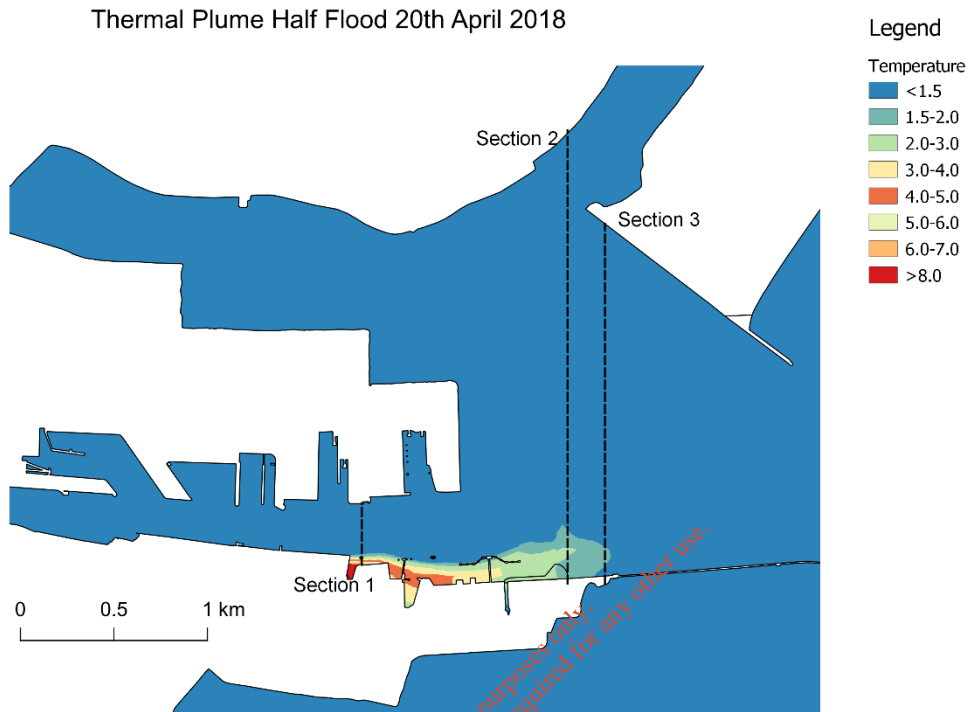 Thermal Plume Half Flood 20th April 2018
Legend
Temperature
<1.5
1.5-2.0
2.0-3.0
3.0-4.0
4.0-5.0
5.0-6.0
6.0-7.0
>8.0
Section 2
Section 3
Section 1
0 0.5 1 km
purposes only.
equired for any other use.